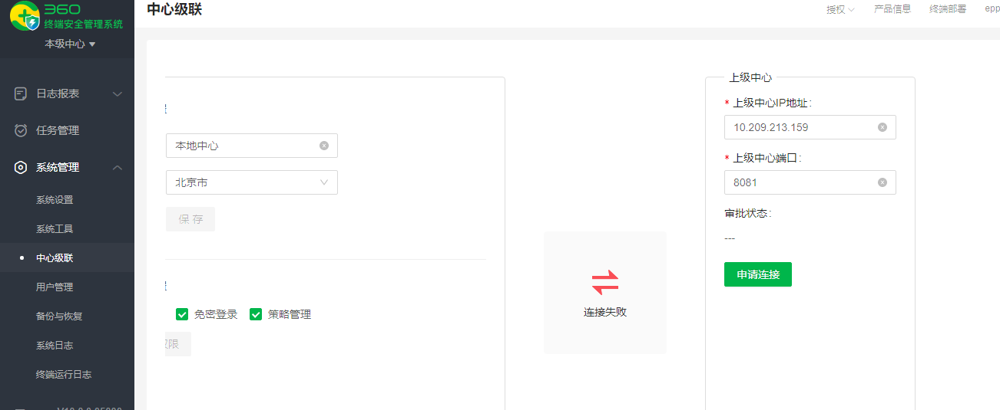 360
终端安全管理系统
本级中心
日志报表
任务管理
系统管理
系统设置
系统工具
中心级联
用户管理
备份与恢复
系统日志
终端运行日志
中心级联
授权
产品信息
终端部署
epp
本地中心
北京市
保存
免密登录
策略管理
限
连接失败
上级中心
* 上级中心IP地址:
10.209.213.159
* 上级中心端口:
8081
审批状态:
---
申请连接